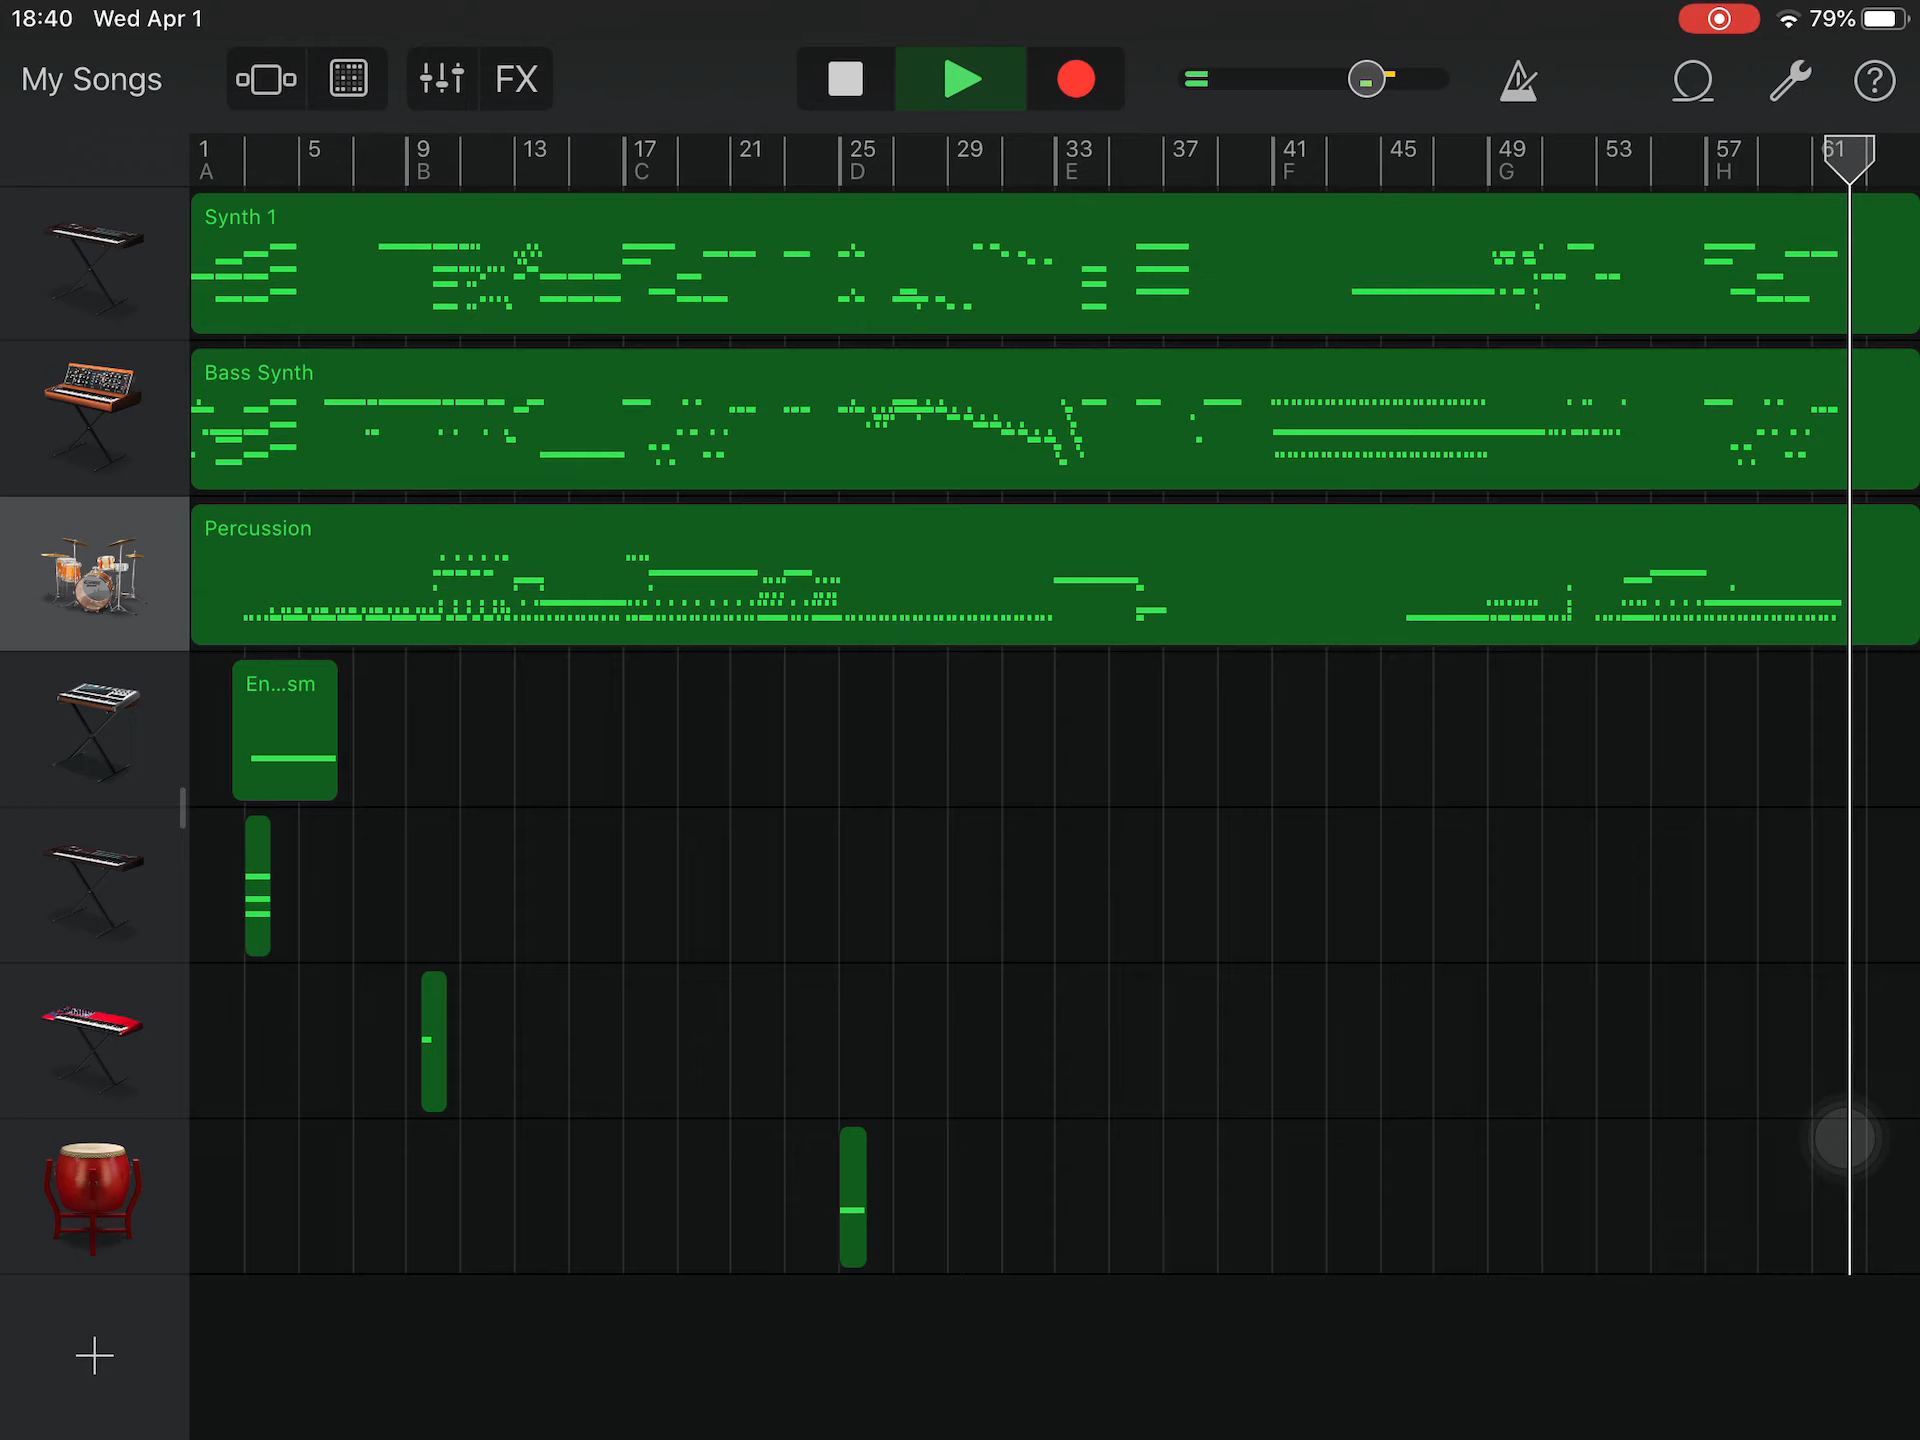 18:40 Wed Apr 1 79%
My Songs FX ?
1 5 9 13 17 21 25 29 33 37 41 45 49 53 57 61
A B C D E F G H
Synth 1
Bass Synth
Percussion
En...sm